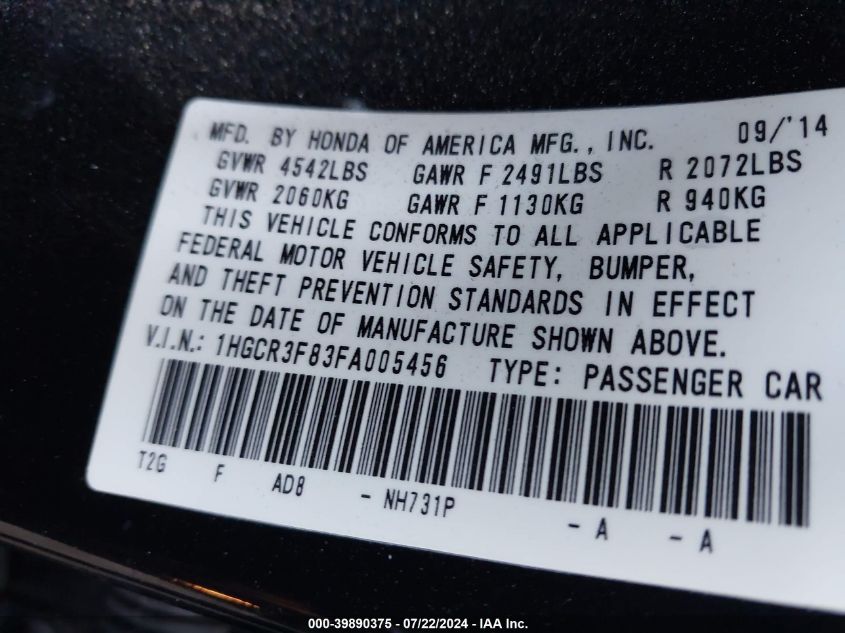 MFD. BY HONDA OF AMERICA MFG., INC. 09/'14
GVWR 4542LBS GAWR F 2491LBS R 2072LBS
GVWR 2060KG GAWR F 1130KG R 940KG
THIS VEHICLE CONFORMS TO ALL APPLICABLE
FEDERAL MOTOR VEHICLE SAFETY, BUMPER,
AND THEFT PREVENTION STANDARDS IN EFFECT
ON THE DATE OF MANUFACTURE SHOWN ABOVE.
V.I.N.: 1HGCR3F83FA005456 TYPE: PASSENGER CAR
T2G F AD8 - NH731P - A - A
000-39890375 - 07/22/2024 - IAA Inc.